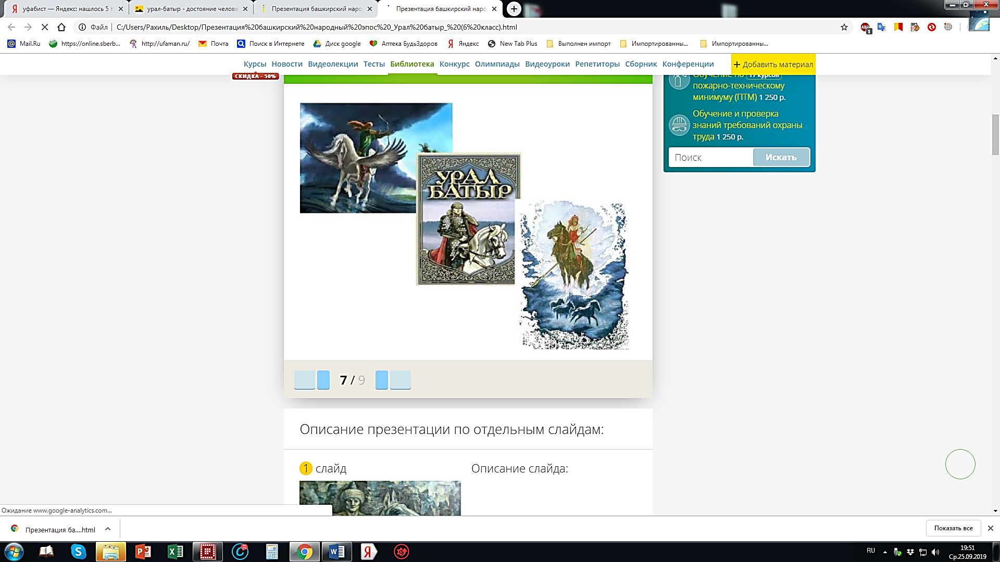 уфабист — Яндекс: нашлось 5 т
урал-батыр - достояние челове
Презентация башкирский наро
Презентация башкирский наро
Файл
C:/Users/Рахиль/Desktop/Презентация%20башкирский%20народный%20эпос%20_Урал%20батыр_%20(6%20класс).html
ABP
1
Mail.Ru
https://online.sberb...
http://ufaman.ru/
Почта
Поиск в Интернете
Диск google
Аптека БудьЗдоров
Яндекс
New Tab Plus
Выполнен импорт
Импортированны...
Импортированны...
Курсы Новости Видеолекции Тесты Библиотека Конкурс Олимпиады Видеоуроки Репетиторы Сборник Конференции
+ Добавить материал
СКИДКА - 50%
Обучение по 17 курсов
пожарно-техническому
минимуму (ПТМ) 1 250 р.
Обучение и проверка
знаний требований охраны
труда 1 250 р.
Поиск
Искать
УРАЛ
БАТЫР
7 / 9
Описание презентации по отдельным слайдам:
1 слайд
Описание слайда:
Ожидание www.google-analytics.com...
Презентация ба....html
Показать все
RU
19:51
Ср.25.09.2019